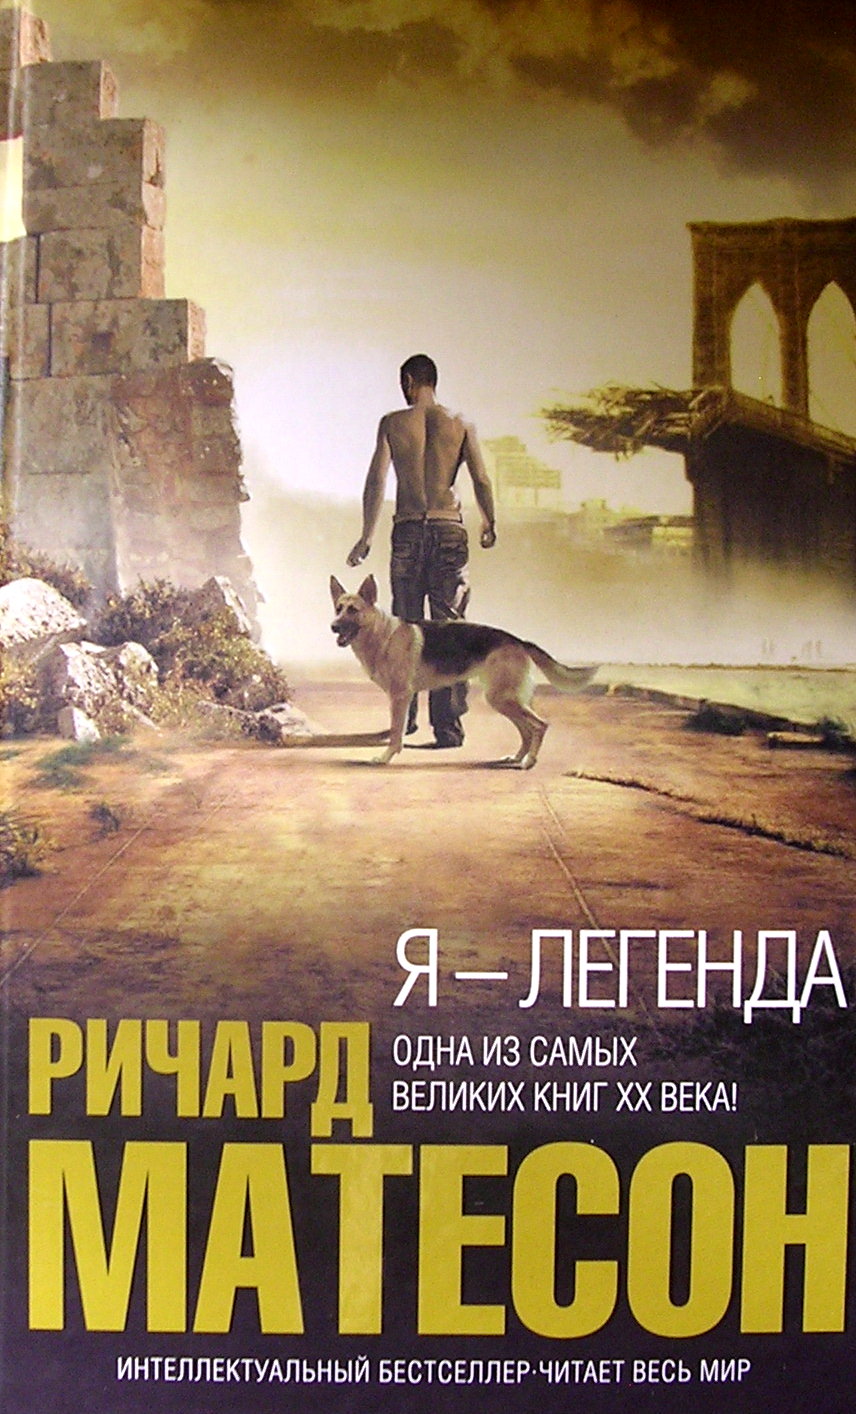 Я – ЛЕГЕНДА
РИЧАРД
ОДНА ИЗ САМЫХ
ВЕЛИКИХ КНИГ XX ВЕКА!
МАТЕСОН
ИНТЕЛЛЕКТУАЛЬНЫЙ БЕСТСЕЛЛЕР·ЧИТАЕТ ВЕСЬ МИР